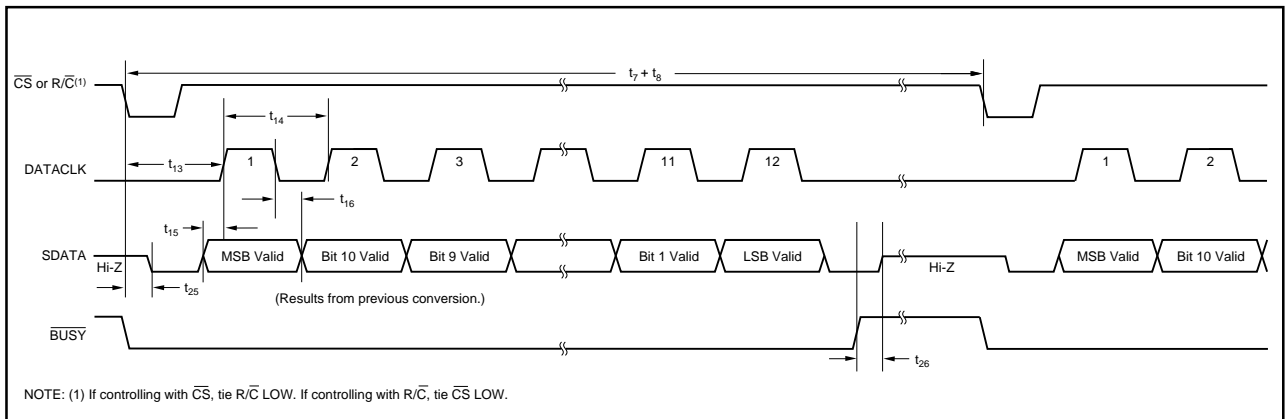 CS or R/C(1)
t7 + t8
t14
t13
DATACLK
1
2
3
11
12
1
2
t16
t15
SDATA
MSB Valid
Bit 10 Valid
Bit 9 Valid
Bit 1 Valid
LSB Valid
Hi-Z
MSB Valid
Bit 10 Valid
Hi-Z
t25
(Results from previous conversion.)
BUSY
t26
NOTE: (1) If controlling with CS, tie R/C LOW. If controlling with R/C, tie CS LOW.